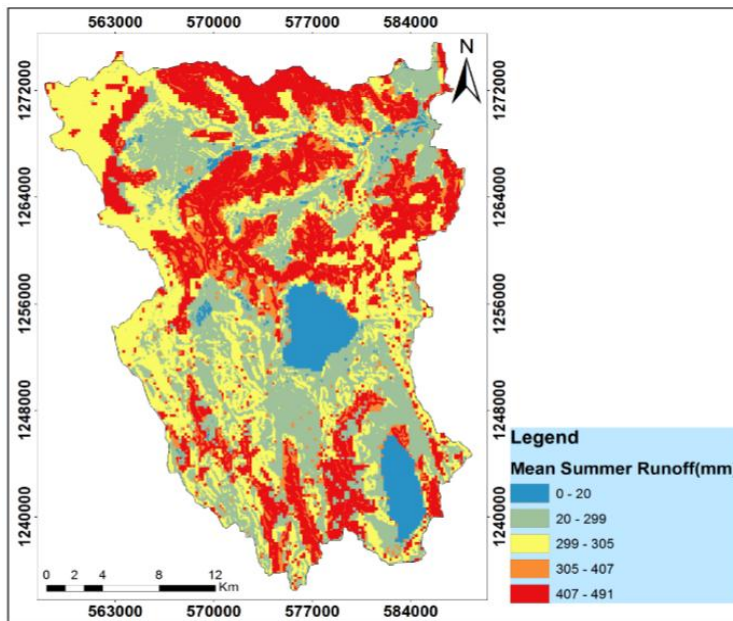 563000 570000 577000 584000
N
1272000 1272000
1264000 1264000
1256000 1256000
1248000 1248000
1240000 1240000
Legend
Mean Summer Runoff(mm)
0 - 20
20 - 299
299 - 305
305 - 407
407 - 491
0 2 4 8 12
Km
563000 570000 577000 584000